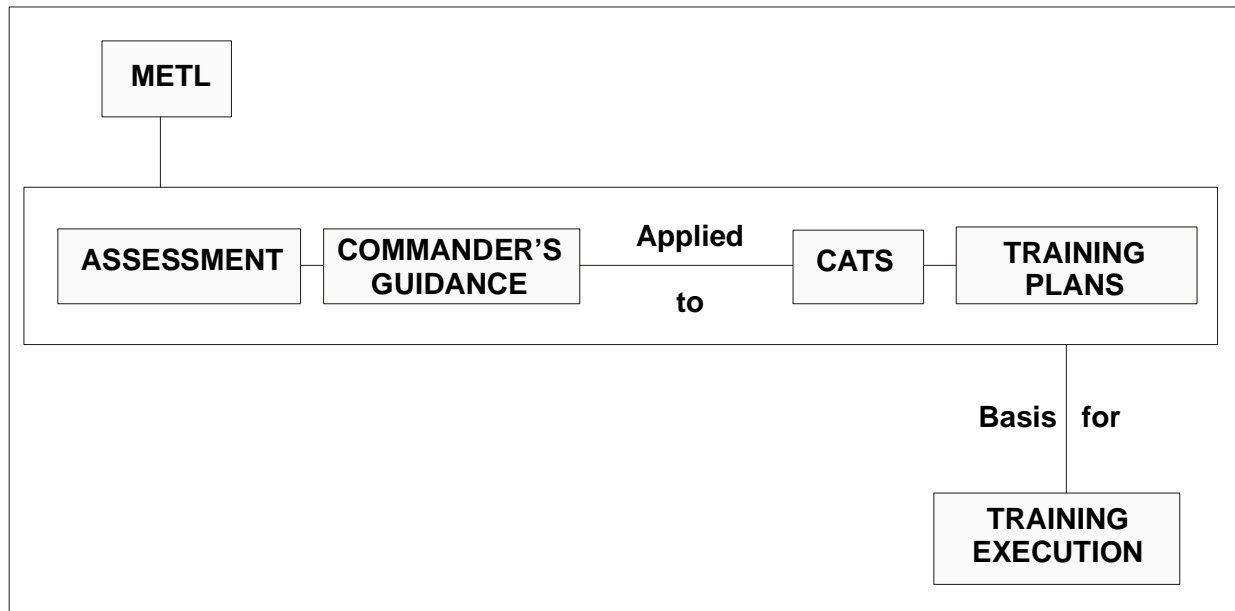 METL
ASSESSMENT
COMMANDER'S
GUIDANCE
Applied
to
CATS
TRAINING
PLANS
Basis for
TRAINING
EXECUTION